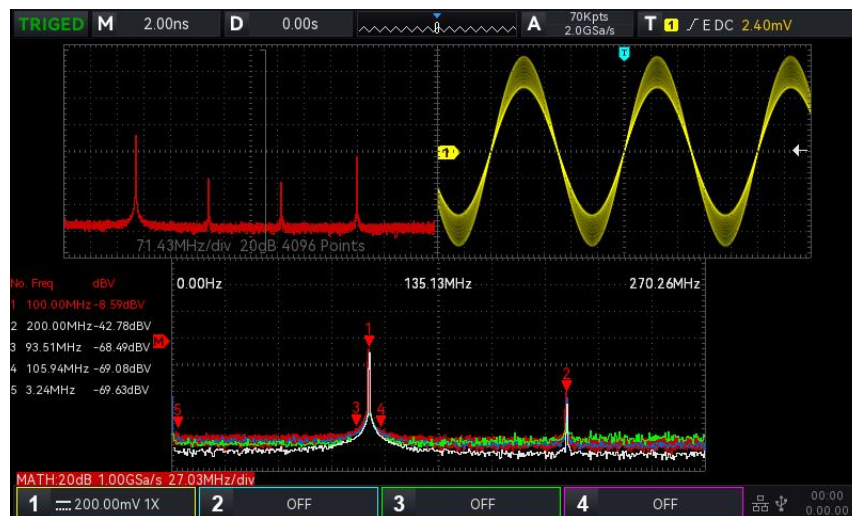 TRIGED M 2.00ns D 0.00s A 70Kpts 2.0GSa/s T 1 E DC 2.40mV
T
1
71.43MHz/div 20dB 4096 Points
No. Freq dBV
1 100.00MHz -8.59dBV
2 200.00MHz -42.78dBV
3 93.51MHz -68.49dBV
4 105.94MHz -69.08dBV
5 3.24MHz -69.63dBV
0.00Hz 135.13MHz 270.26MHz
M
1
2
3 4
5
MATH:20dB 1.00GSa/s 27.03MHz/div
1 200.00mV 1X 2 OFF 3 OFF 4 OFF 00:00
0.00.00